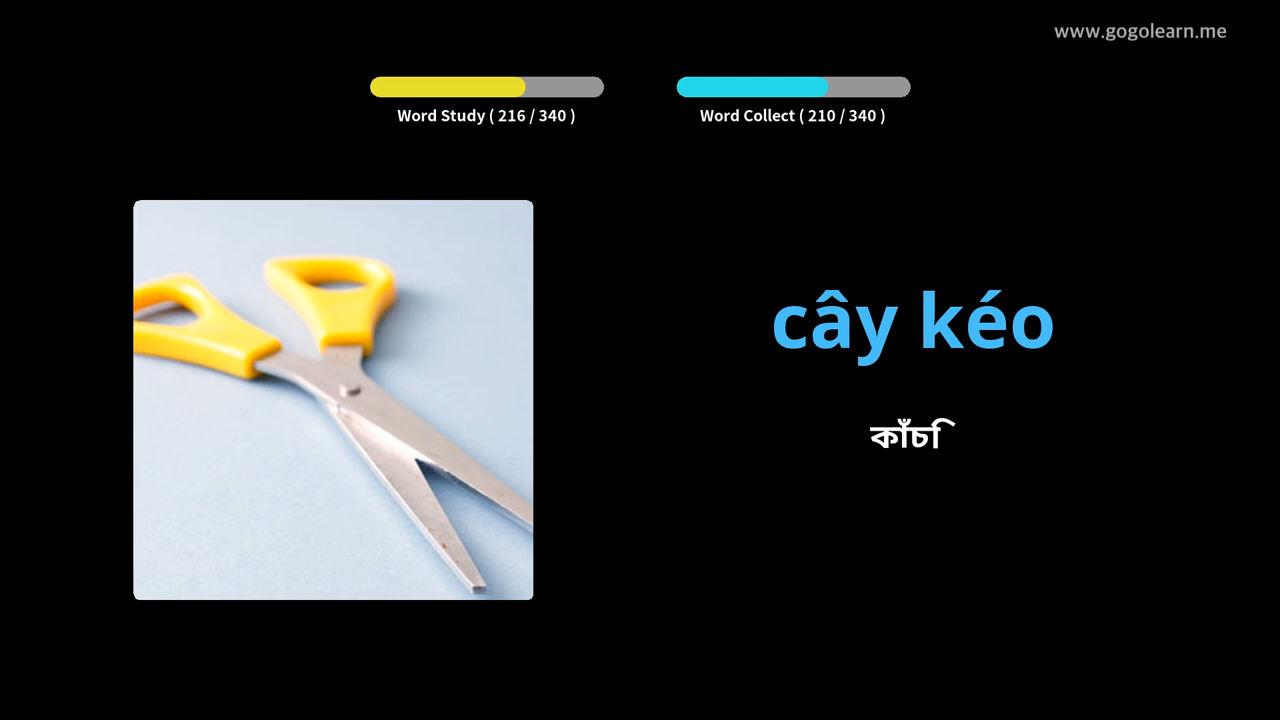 www.gogolearn.me
Word Study ( 216 / 340 )
Word Collect ( 210 / 340 )
cây kéo
কাঁচি